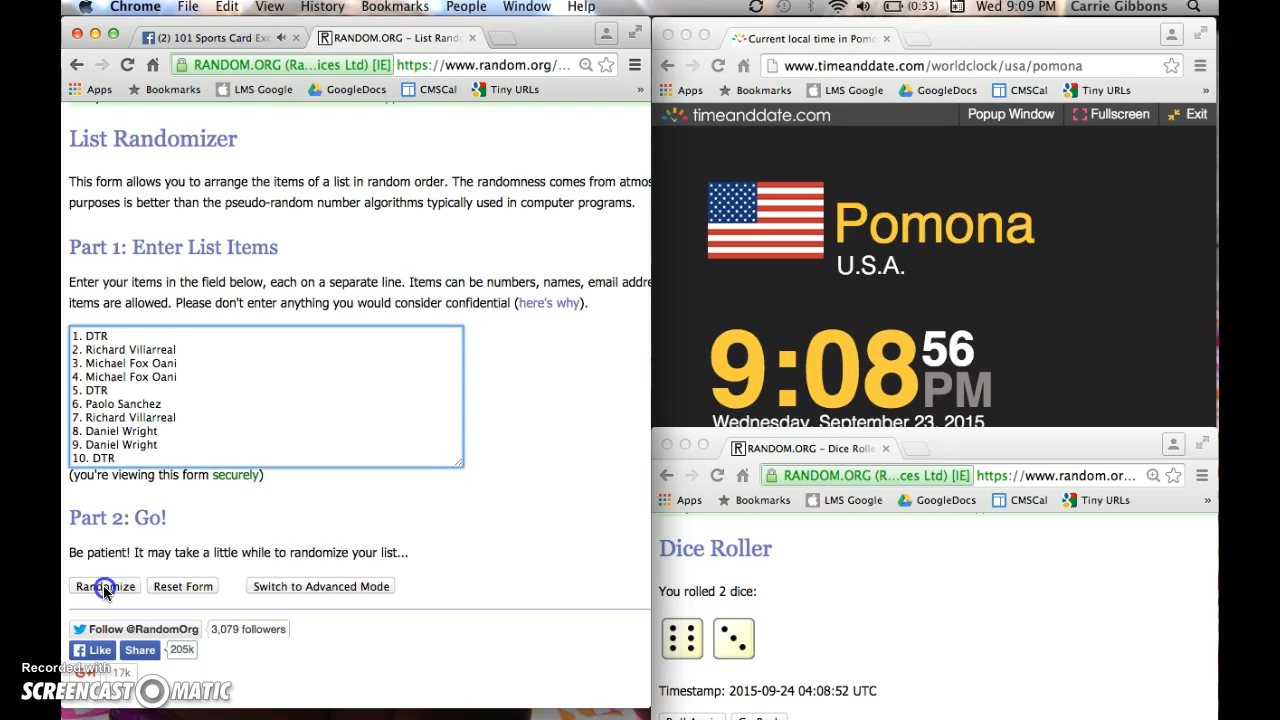 Chrome File Edit View History Bookmarks People Window Help (0:33) Wed 9:09 PM Carrie Gibbons
(2) 101 Sports Card Exc
RANDOM.ORG - List Rando
RANDOM.ORG (Ra...ices Ltd) [IE] https://www.random.org/...
Apps Bookmarks LMS Google GoogleDocs CMSCal Tiny URLs »
List Randomizer
This form allows you to arrange the items of a list in random order. The randomness comes from atmos
purposes is better than the pseudo-random number algorithms typically used in computer programs.
Part 1: Enter List Items
Enter your items in the field below, each on a separate line. Items can be numbers, names, email addre
items are allowed. Please don't enter anything you would consider confidential (here's why).
1. DTR
2. Richard Villarreal
3. Michael Fox Oani
4. Michael Fox Oani
5. DTR
6. Paolo Sanchez
7. Richard Villarreal
8. Daniel Wright
9. Daniel Wright
10. DTR
(you're viewing this form securely)
Part 2: Go!
Be patient! It may take a little while to randomize your list...
Randomize Reset Form Switch to Advanced Mode
Follow @RandomOrg 3,079 followers
Like Share 205k
17k
Recorded with
SCREENCAST MATIC
Current local time in Pomo
www.timeanddate.com/worldclock/usa/pomona
Apps Bookmarks LMS Google GoogleDocs CMSCal Tiny URLs »
timeanddate.com Popup Window Fullscreen Exit
Pomona
U.S.A.
9:08 56
PM
Wednesday, September 23, 2015
RANDOM.ORG - Dice Rolle
RANDOM.ORG (R...ces Ltd) [IE] https://www.random.or...
Apps Bookmarks LMS Google GoogleDocs CMSCal Tiny URLs »
Dice Roller
You rolled 2 dice:
Timestamp: 2015-09-24 04:08:52 UTC